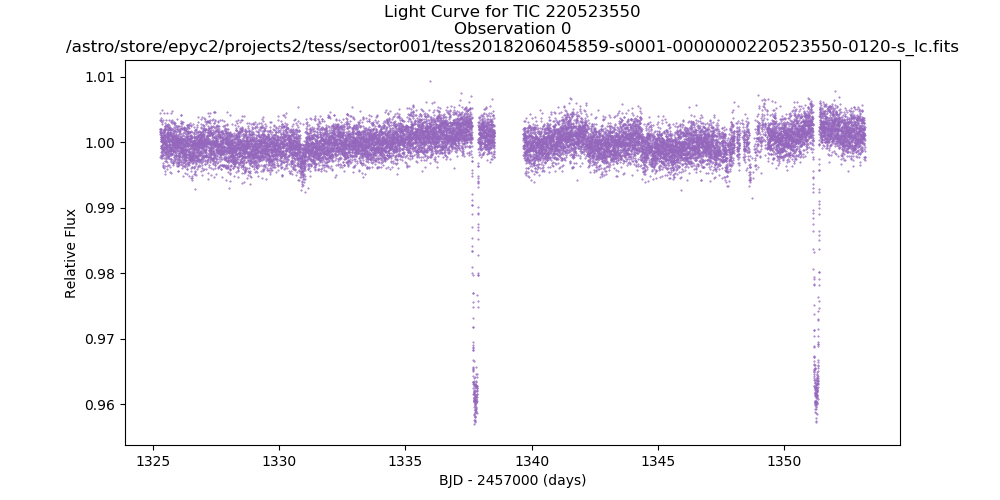 Light Curve for TIC 220523550
Observation 0
/astro/store/epyc2/projects2/tess/sector001/tess2018206045859-s0001-0000000220523550-0120-s_lc.fits
1.01
1.00
0.99
0.98
0.97
0.96
Relative Flux
1325
1330
1335
1340
1345
1350
BJD - 2457000 (days)